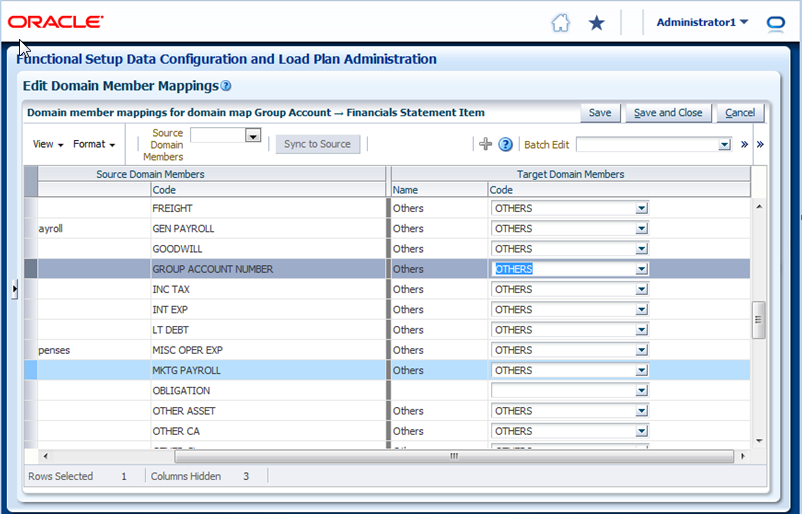 ORACLE
Administrator1
Functional Setup Data Configuration and Load Plan Administration
Edit Domain Member Mappings
Domain member mappings for domain map Group Account → Financials Statement Item Save Save and Close Cancel
View Format Source Domain Members Sync to Source Batch Edit » »
Source Domain Members Target Domain Members
Code Name Code
FREIGHT Others OTHERS
ayroll GEN PAYROLL Others OTHERS
GOODWILL Others OTHERS
GROUP ACCOUNT NUMBER Others OTHERS
INC TAX Others OTHERS
INT EXP Others OTHERS
LT DEBT Others OTHERS
penses MISC OPER EXP Others OTHERS
MKTG PAYROLL Others OTHERS
OBLIGATION
OTHER ASSET Others OTHERS
OTHER CA Others OTHERS
Rows Selected 1 Columns Hidden 3